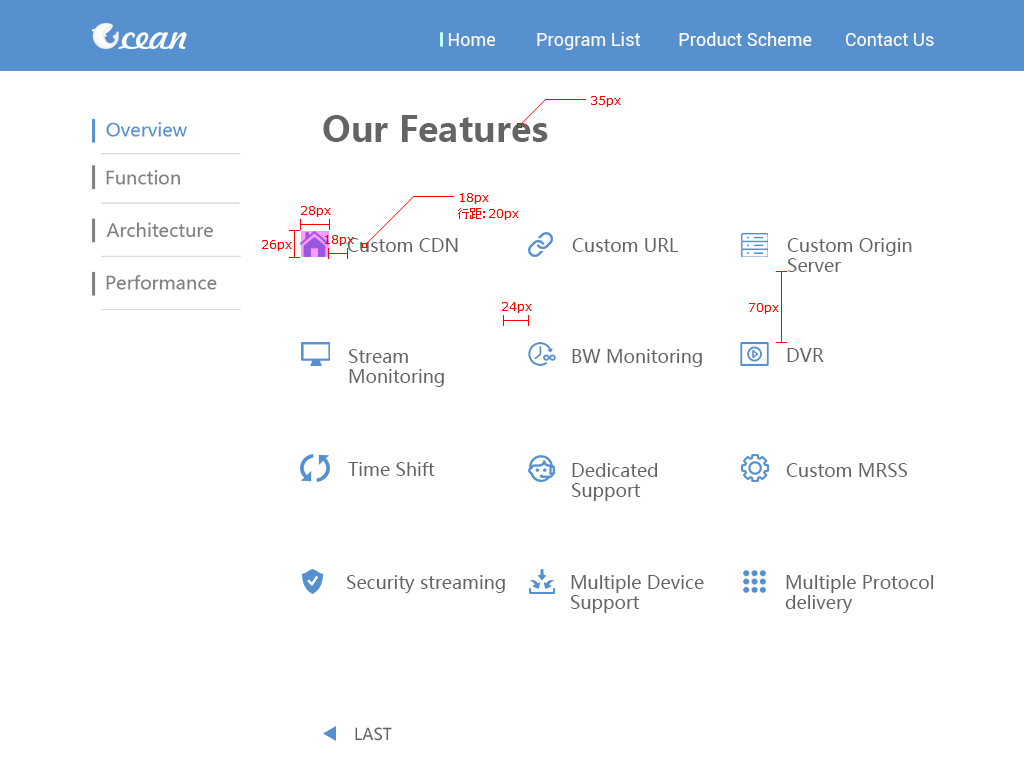 Ocean
Home Program List Product Scheme Contact Us
35px
Our Features
Overview
Function
Architecture
Performance
18px
行距:20px
28px
26px
18px
Custom CDN
Custom URL
Custom Origin
Server
24px
70px
Stream
Monitoring
BW Monitoring
DVR
Time Shift
Dedicated
Support
Custom MRSS
Security streaming
Multiple Device
Support
Multiple Protocol
delivery
LAST